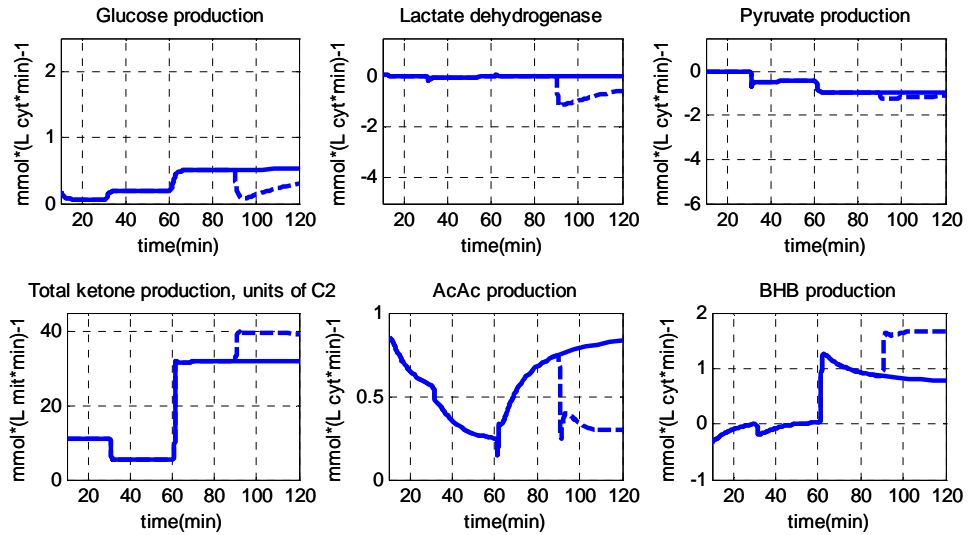 Glucose production
Lactate dehydrogenase
Pyruvate production
mmol*(L cyt*min)-1
2
1
0
20 40 60 80 100 120
time(min)
mmol*(L cyt*min)-1
0
-2
-4
20 40 60 80 100 120
time(min)
mmol*(L cyt*min)-1
0
-2
-4
-6
20 40 60 80 100 120
time(min)
Total ketone production, units of C2
AcAc production
BHB production
mmol*(L mit*min)-1
40
20
0
20 40 60 80 100 120
time(min)
mmol*(L cyt*min)-1
1
0.5
0
20 40 60 80 100 120
time(min)
mmol*(L cyt*min)-1
2
1
0
-1
20 40 60 80 100 120
time(min)